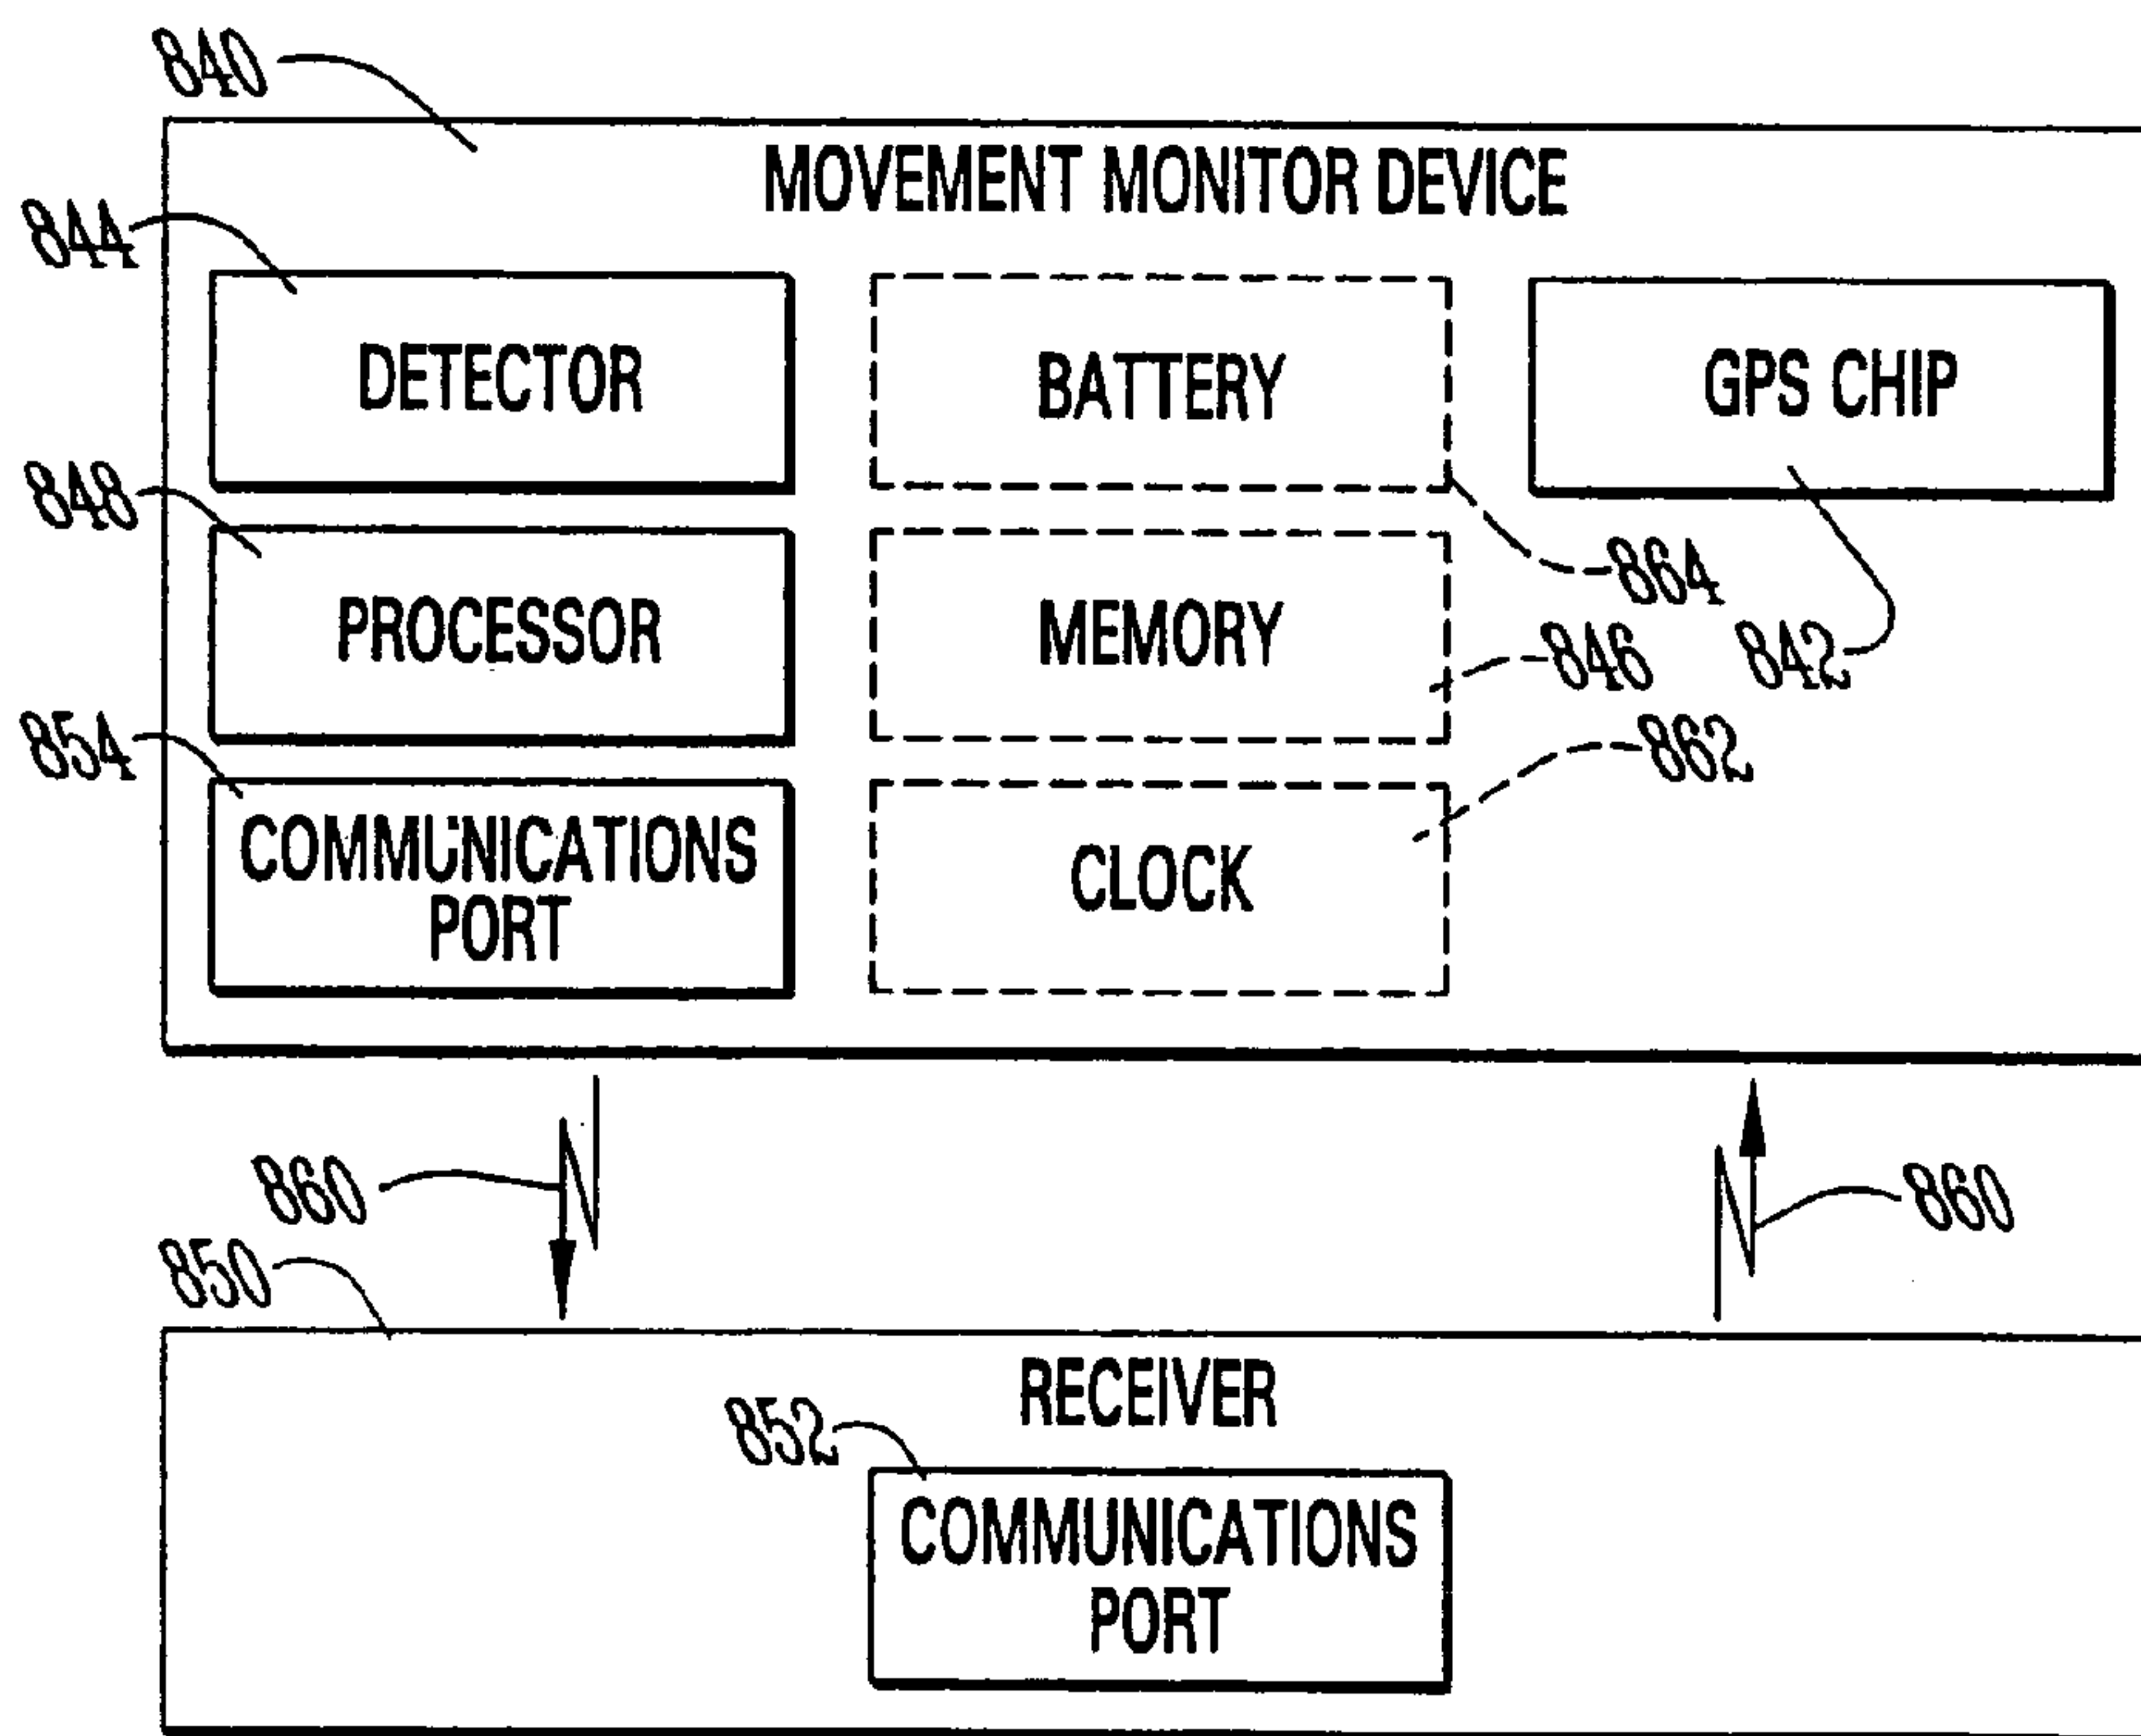 840
MOVEMENT MONITOR DEVICE
844
DETECTOR
BATTERY
GPS CHIP
848
864
PROCESSOR
MEMORY
846
842
854
862
COMMUNICATIONS
PORT
CLOCK
860
860
850
RECEIVER
852
COMMUNICATIONS
PORT